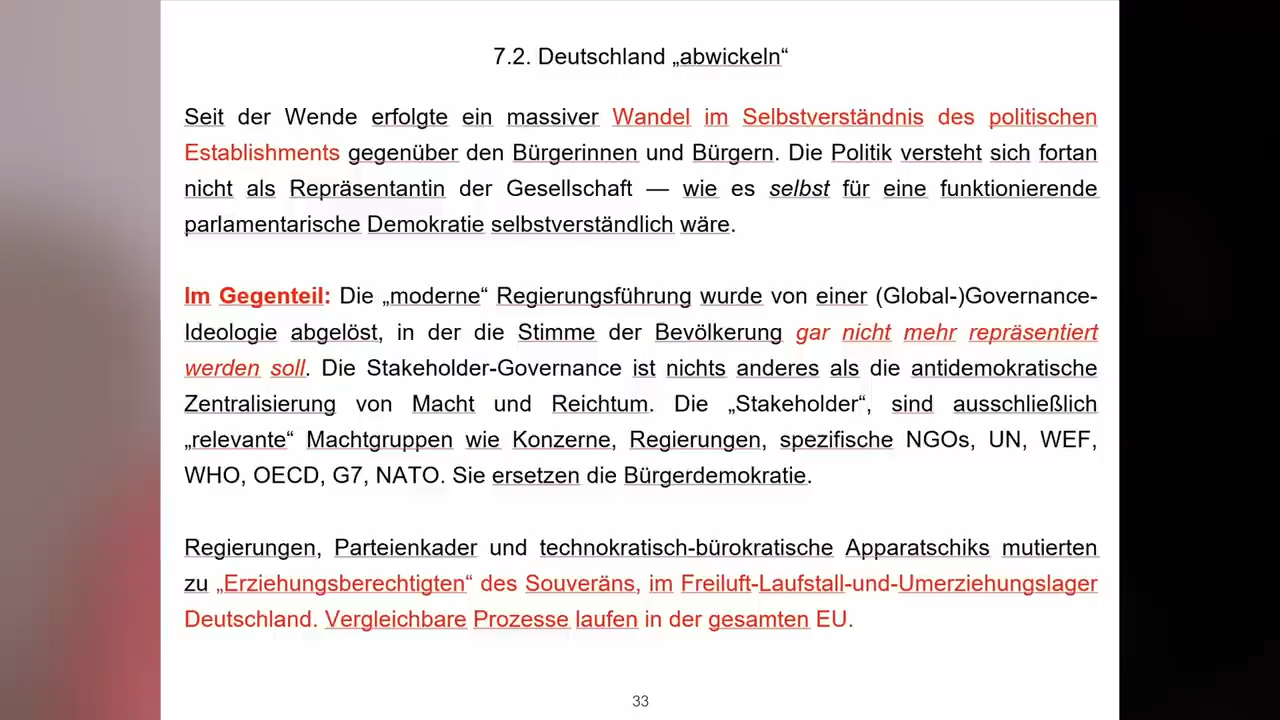 7.2. Deutschland „abwickeln“
Seit der Wende erfolgte ein massiver Wandel im Selbstverständnis des politischen
Establishments gegenüber den Bürgerinnen und Bürgern. Die Politik versteht sich fortan
nicht als Repräsentantin der Gesellschaft — wie es selbst für eine funktionierende
parlamentarische Demokratie selbstverständlich wäre.
Im Gegenteil: Die „moderne“ Regierungsführung wurde von einer (Global-)Governance-
Ideologie abgelöst, in der die Stimme der Bevölkerung gar nicht mehr repräsentiert
werden soll. Die Stakeholder-Governance ist nichts anderes als die antidemokratische
Zentralisierung von Macht und Reichtum. Die „Stakeholder“, sind ausschließlich
„relevante“ Machtgruppen wie Konzerne, Regierungen, spezifische NGOs, UN, WEF,
WHO, OECD, G7, NATO. Sie ersetzen die Bürgerdemokratie.
Regierungen, Parteienkader und technokratisch-bürokratische Apparatschiks mutierten
zu „Erziehungsberechtigten“ des Souveräns, im Freiluft-Laufstall-und-Umerziehungslager
Deutschland. Vergleichbare Prozesse laufen in der gesamten EU.
33